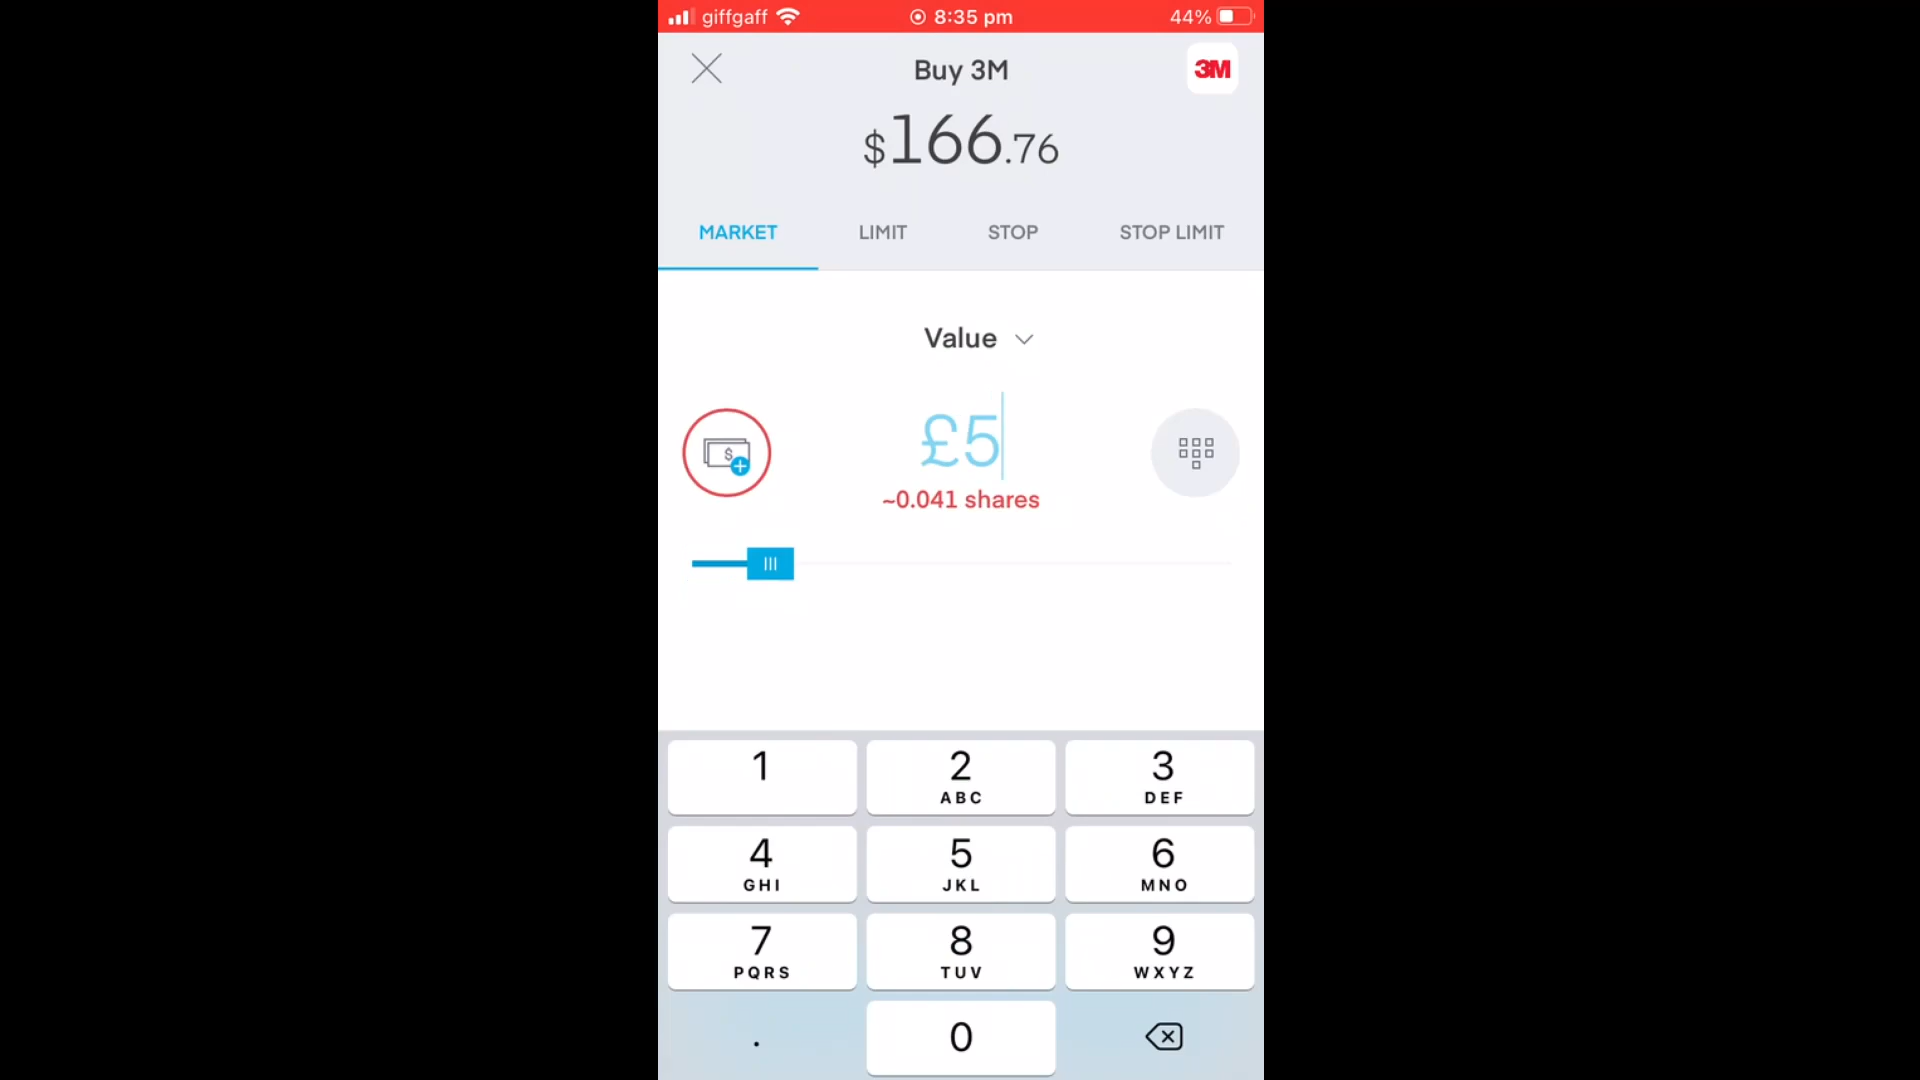 giffgaff 8:35 pm 44%
Buy 3M 3M
$166.76
MARKET LIMIT STOP STOP LIMIT
Value
£5
$
~0.041 shares
1 2 3
ABC DEF
4 5 6
GHI JKL MNO
7 8 9
PQRS TUV WXYZ
. 0